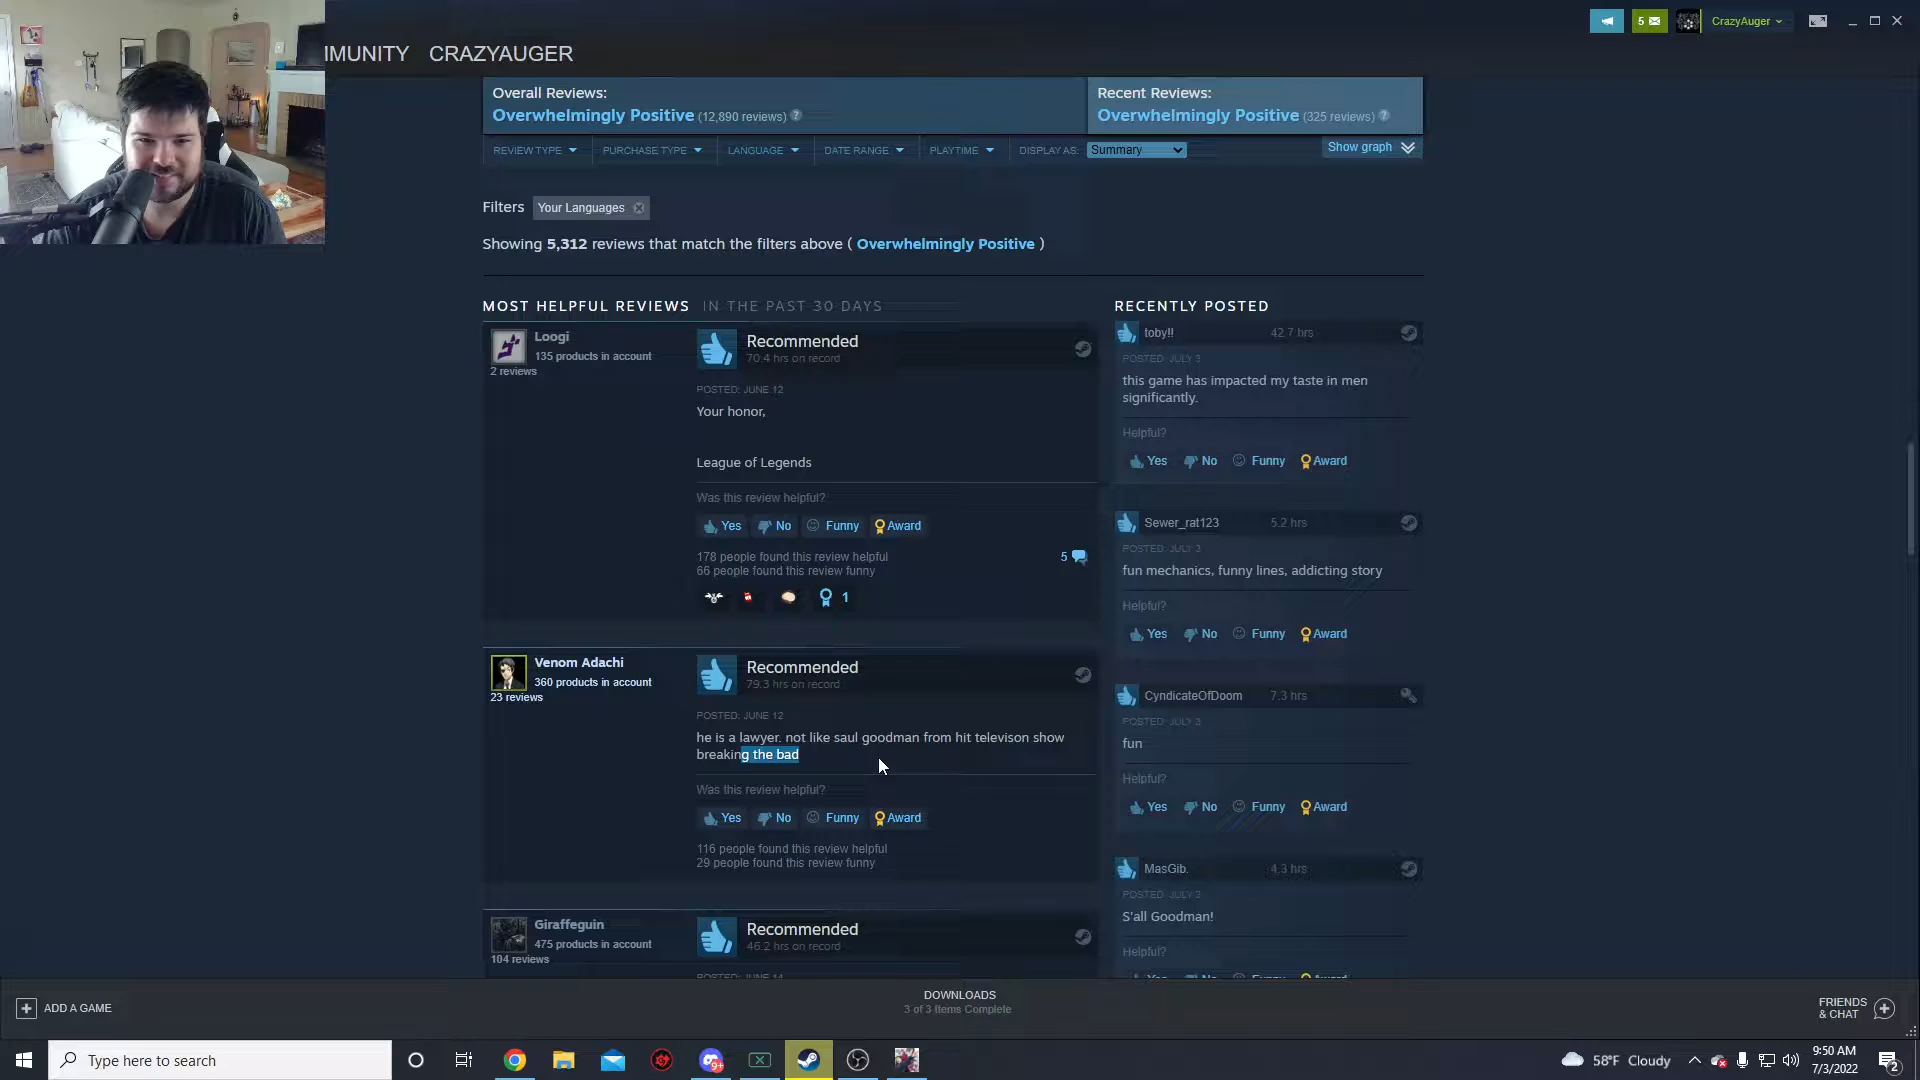 5
CrazyAuger
MUNITY CRAZYAUGER
Overall Reviews:
Overwhelmingly Positive (12,890 reviews) ?
Recent Reviews:
Overwhelmingly Positive (325 reviews) ?
REVIEW TYPE PURCHASE TYPE LANGUAGE DATE RANGE PLAYTIME DISPLAY AS: Summary
Show graph
Filters Your Languages
Showing 5,312 reviews that match the filters above ( Overwhelmingly Positive )
MOST HELPFUL REVIEWS IN THE PAST 30 DAYS
Loogi
135 products in account
2 reviews
Recommended
70.4 hrs on record
POSTED: JUNE 12
Your honor,
League of Legends
Was this review helpful?
Yes No Funny Award
178 people found this review helpful
66 people found this review funny
5
1
Venom Adachi
360 products in account
23 reviews
Recommended
79.3 hrs on record
POSTED: JUNE 12
he is a lawyer. not like saul goodman from hit televison show
breaking the bad
Was this review helpful?
Yes No Funny Award
116 people found this review helpful
29 people found this review funny
Giraffeguin
475 products in account
104 reviews
Recommended
46.2 hrs on record
POSTED: JUNE 14
RECENTLY POSTED
toby!! 42.7 hrs
POSTED: JULY 3
this game has impacted my taste in men
significantly.
Helpful?
Yes No Funny Award
Sewer_rat123 5.2 hrs
POSTED: JULY 3
fun mechanics, funny lines, addicting story
Helpful?
Yes No Funny Award
CyndicateOfDoom 7.3 hrs
POSTED: JULY 3
fun
Helpful?
Yes No Funny Award
MasGib. 4.3 hrs
POSTED: JULY 2
S'all Goodman!
Helpful?
Yes No Funny Award
ADD A GAME
DOWNLOADS
3 of 3 Items Complete
FRIENDS
& CHAT
Type here to search
9+
58°F Cloudy
9:50 AM
7/3/2022
2